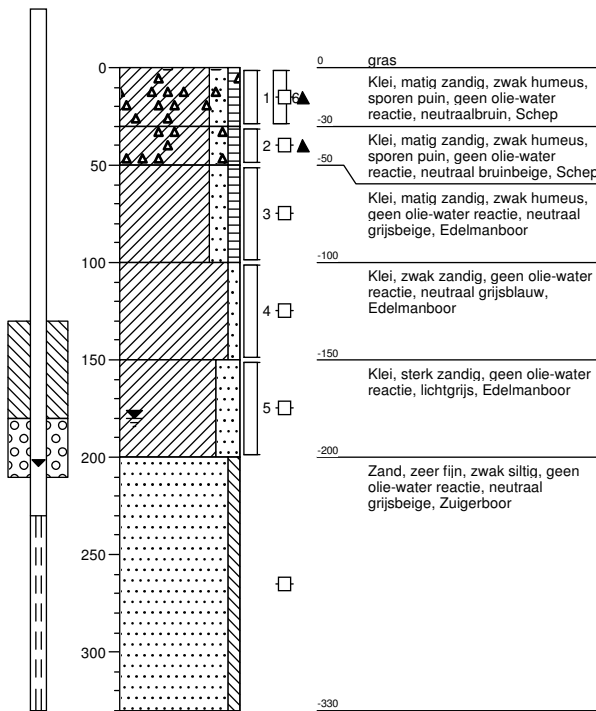 0
50
100
150
200
250
300
1
6
2
3
4
5
0
gras
Klei, matig zandig, zwak humeus,
sporen puin, geen olie-water
reactie, neutraalbruin, Schep
-30
Klei, matig zandig, zwak humeus,
sporen puin, geen olie-water
reactie, neutraal bruinbeige, Schep
-50
Klei, matig zandig, zwak humeus,
geen olie-water reactie, neutraal
grijsbeige, Edelmanboor
-100
Klei, zwak zandig, geen olie-water
reactie, neutraal grijsblauw,
Edelmanboor
-150
Klei, sterk zandig, geen olie-water
reactie, lichtgrijs, Edelmanboor
-200
Zand, zeer fijn, zwak siltig, geen
olie-water reactie, neutraal
grijsbeige, Zuigerboor
-330